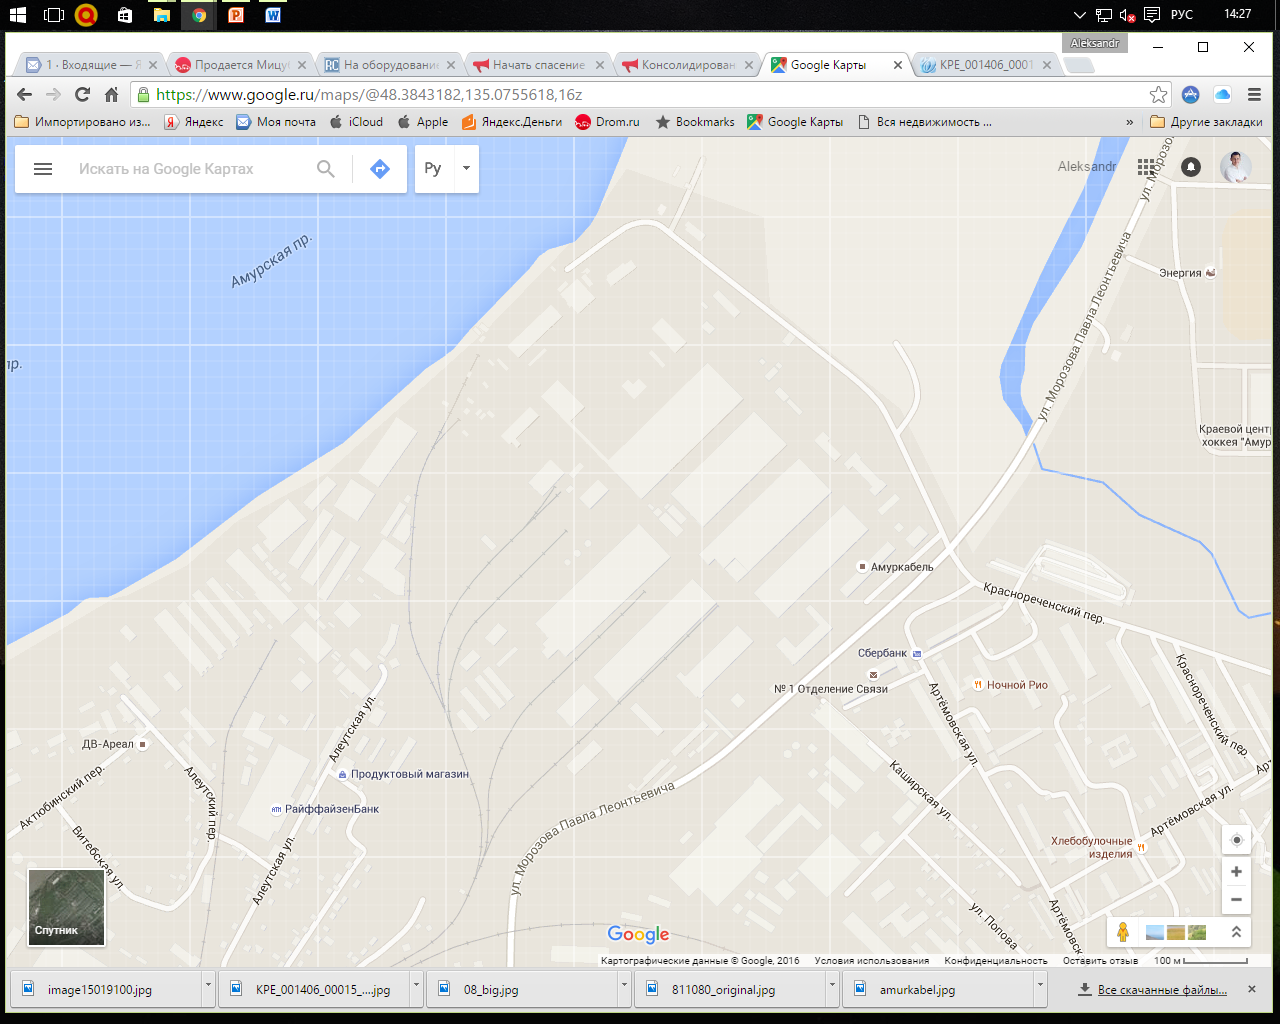 РУС
14:27
Aleksandr
1 · Входящие — Я
Продается Мицуб
На оборудование
Начать спасение
Консолидирован
Google Карты
KPE_001406_0001
https://www.google.ru/maps/@48.3843182,135.0755618,16z
Импортировано из...
Яндекс
Моя почта
iCloud
Apple
Яндекс.Деньги
Drom.ru
Bookmarks
Google Карты
Вся недвижимость ...
»
Другие закладки
Искать на Google Картах
Ру
Aleksandr
ул. Морозова
Амурская пр.
пр.
ул. Морозова Павла Леонтьевича
Энергия
Краевой цент
хоккея "Амур
Амуркабель
Краснореченский пер.
Сбербанк
№ 1 Отделение Связи
Ночной Рио
Краснореченский пер.
Артёмовская ул.
ДВ-Ареал
Алеутская ул.
Продуктовый магазин
Актюбинский пер.
Алеутский пер.
РайффайзенБанк
ул. Морозова Павла Леонтьевича
Каширская ул.
Артёмовская ул.
Хлебобулочные
изделия
Витебская ул.
Алеутская ул.
ул. Попова
Спутник
Google
Картографические данные © Google, 2016
Условия использования
Конфиденциальность
Оставить отзыв
100 м
image15019100.jpg
KPE_001406_00015_....jpg
08_big.jpg
811080_original.jpg
amurkabel.jpg
Все скачанные файлы...